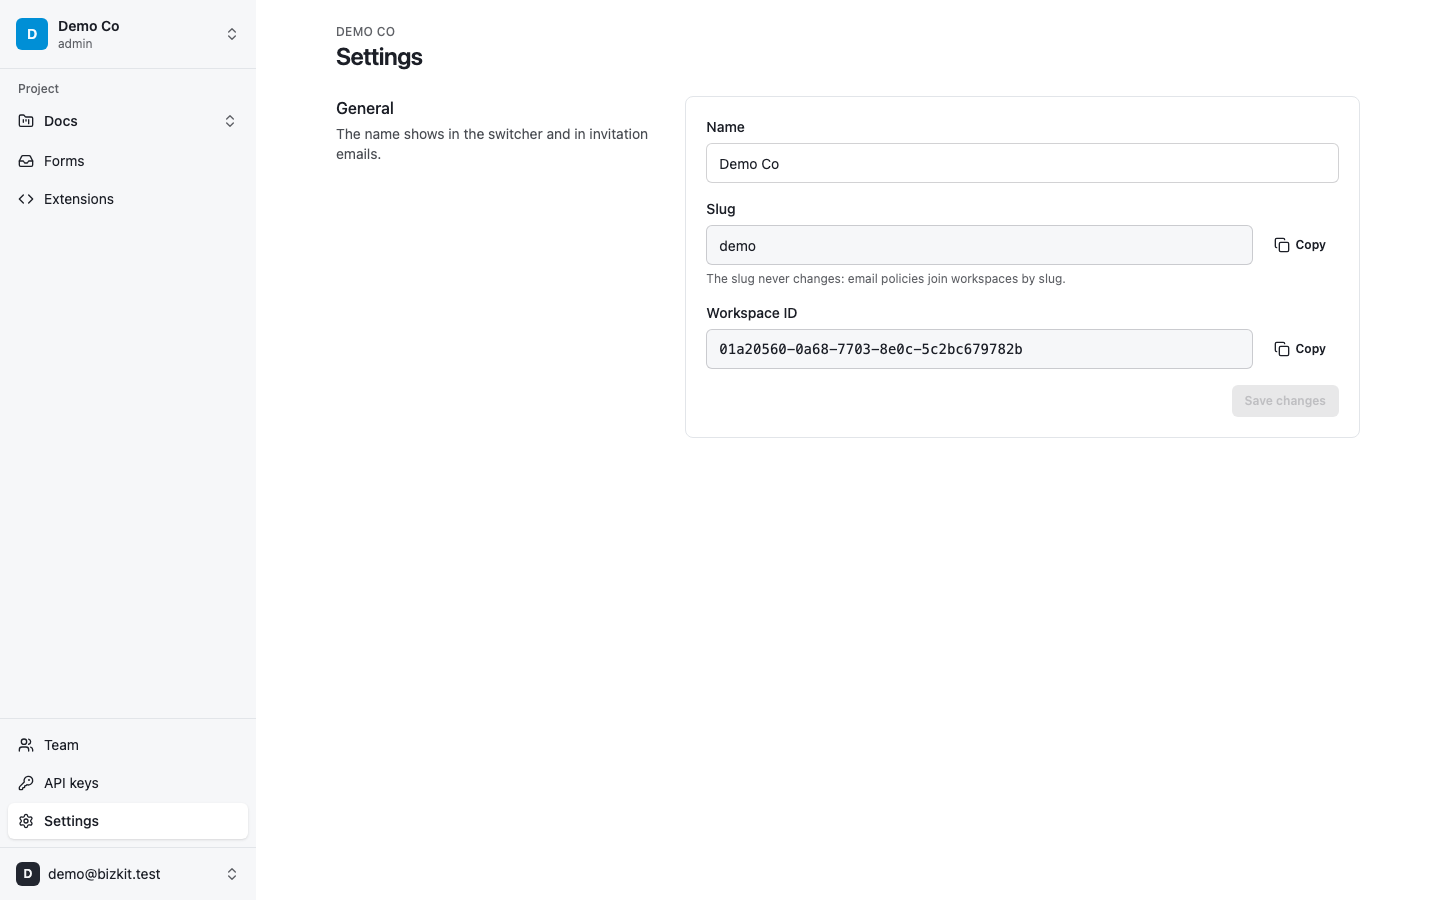 D
Demo Co
admin
Project
Docs
Forms
Extensions
Team
API keys
Settings
D
demo@bizkit.test
DEMO CO
Settings
General
The name shows in the switcher and in invitation
emails.
Name
Demo Co
Slug
demo
Copy
The slug never changes: email policies join workspaces by slug.
Workspace ID
01a20560-0a68-7703-8e0c-5c2bc679782b
Copy
Save changes